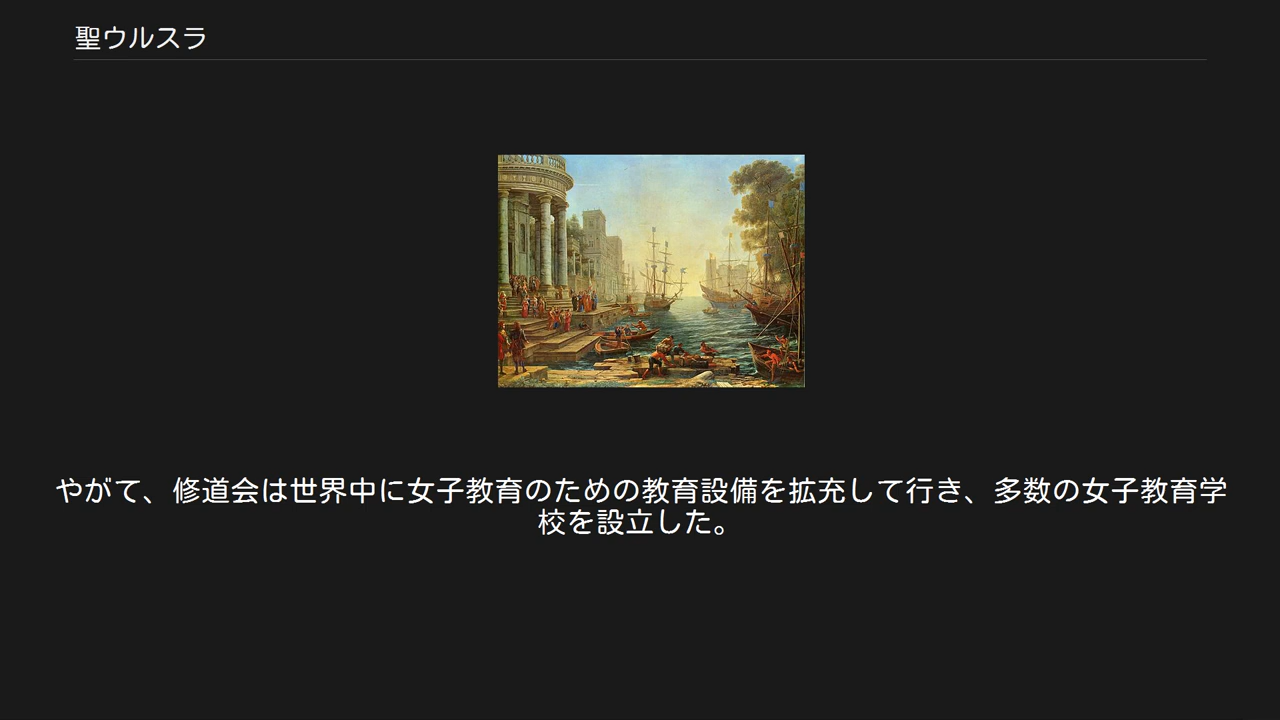 聖ウルスラ
やがて、修道会は世界中に女子教育のための教育設備を拡充して行き、多数の女子教育学
校を設立した。